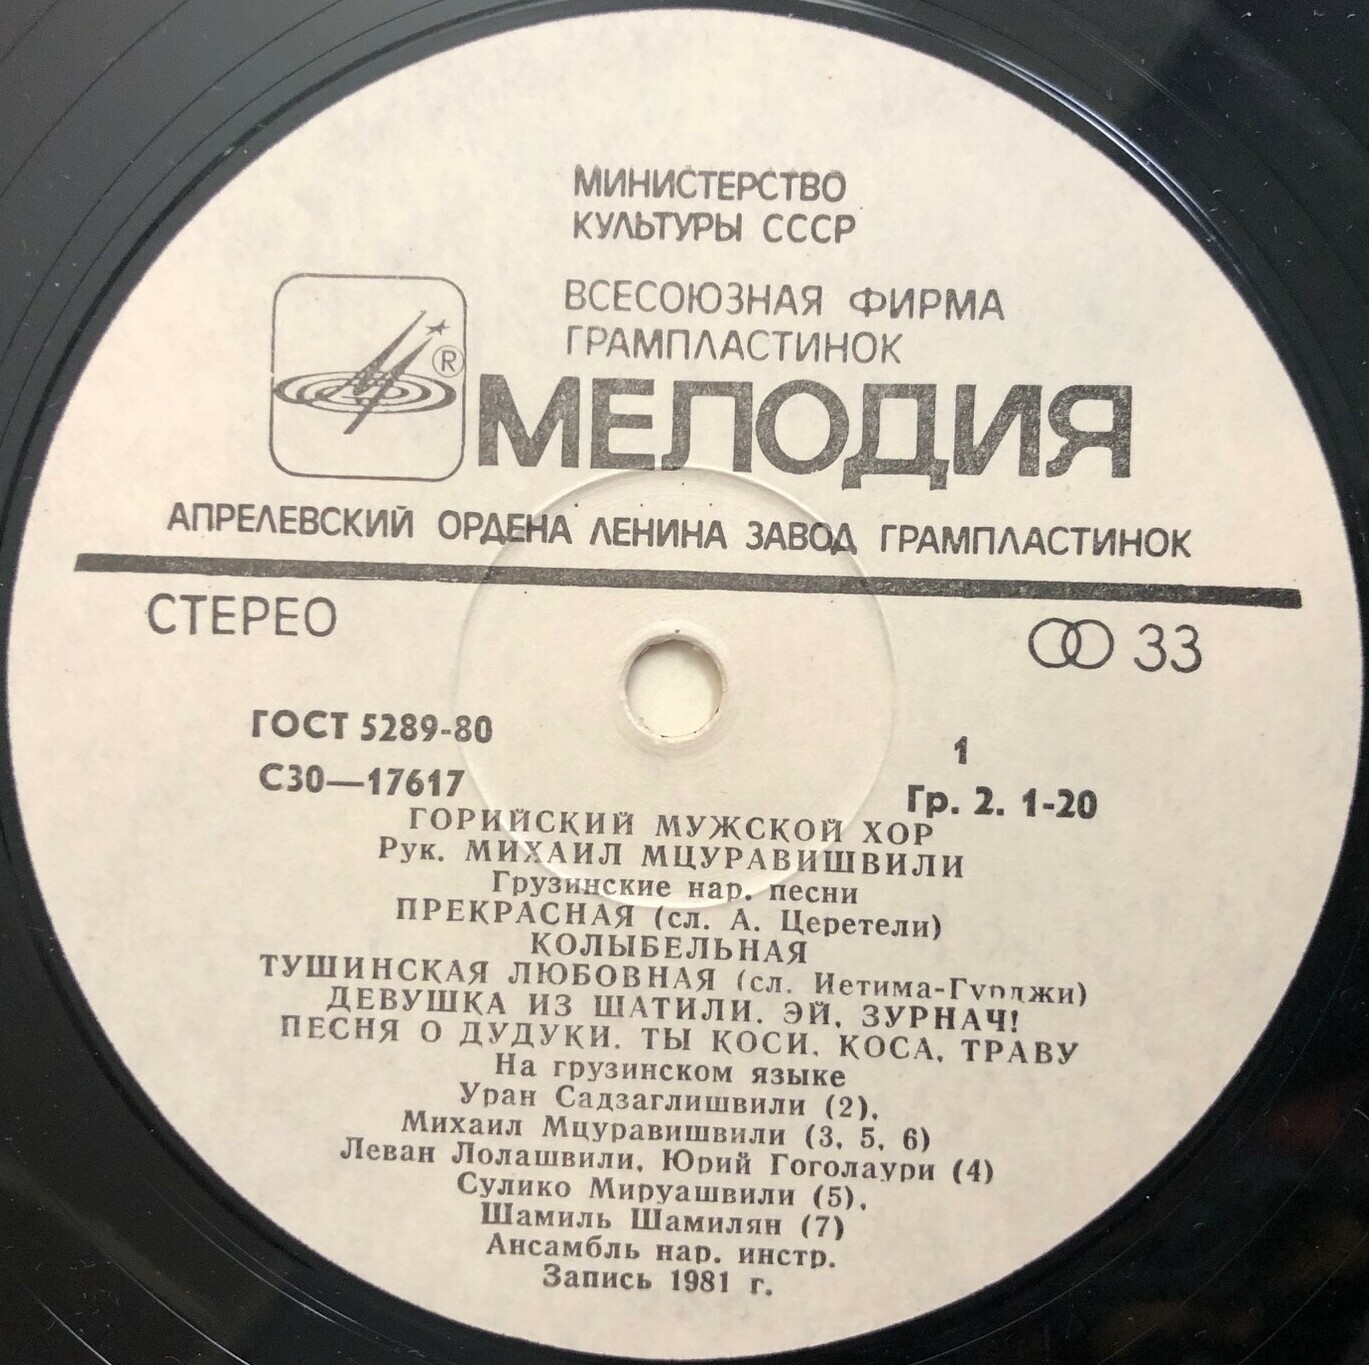 МИНИСТЕРСТВО
КУЛЬТУРЫ СССР
ВСЕСОЮЗНАЯ ФИРМА
ГРАМПЛАСТИНОК
®
МЕЛОДИЯ
АПРЕЛЕВСКИЙ ОРДЕНА ЛЕНИНА ЗАВОД ГРАМПЛАСТИНОК
СТЕРЕО
33
ГОСТ 5289-80
1
С30—17617
Гр. 2. 1-20
ГОРИЙСКИЙ МУЖСКОЙ ХОР
Рук. МИХАИЛ МЦУРАВИШВИЛИ
Грузинские нар. песни
ПРЕКРАСНАЯ (сл. А. Церетели)
КОЛЫБЕЛЬНАЯ
ТУШИНСКАЯ ЛЮБОВНАЯ (сл. Иетима-Гурджи)
ДЕВУШКА ИЗ ШАТИЛИ. ЭЙ, ЗУРНАЧ!
ПЕСНЯ О ДУДУКИ. ТЫ КОСИ, КОСА, ТРАВУ
На грузинском языке
Уран Садзаглишвили (2),
Михаил Мцуравишвили (3, 5, 6)
Леван Лолашвили, Юрий Гоголаури (4)
Сулико Мируашвили (5),
Шамиль Шамилян (7)
Ансамбль нар. инстр.
Запись 1981 г.